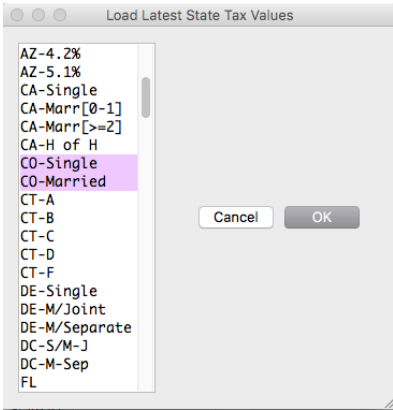 Load Latest State Tax Values
AZ-4.2%
AZ-5.1%
CA-Single
CA-Marr[0-1]
CA-Marr[>=2]
CA-H of H
CO-Single
CO-Married
CT-A
CT-B
CT-C
CT-D
CT-F
DE-Single
DE-M/Joint
DE-M/Separate
DC-S/M-J
DC-M-Sep
FL
Cancel
OK